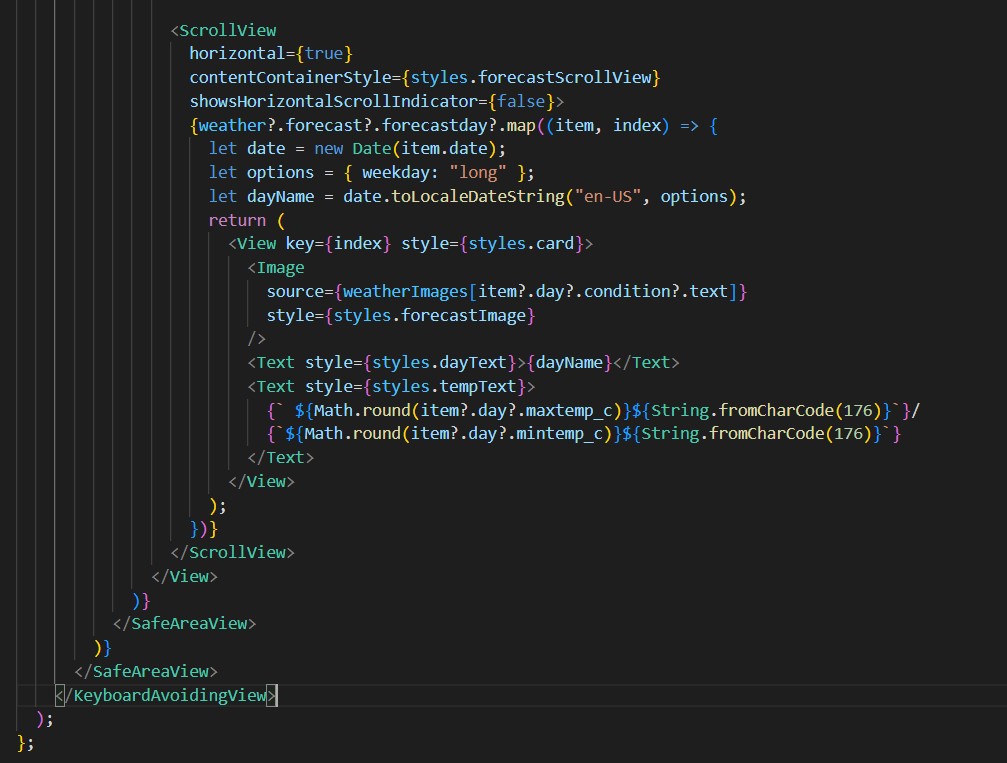 <ScrollView
horizontal={true}
contentContainerStyle={styles.forecastScrollView}
showsHorizontalScrollIndicator={false}>
{weather?.forecast?.forecastday?.map((item, index) => {
let date = new Date(item.date);
let options = { weekday: "long" };
let dayName = date.toLocaleDateString("en-US", options);
return (
<View key={index} style={styles.card}>
<Image
source={weatherImages[item?.day?.condition?.text]}
style={styles.forecastImage}
/>
<Text style={styles.dayText}>{dayName}</Text>
<Text style={styles.tempText}>
{` ${Math.round(item?.day?.maxtemp_c)}${String.fromCharCode(176)}`}/
{`${Math.round(item?.day?.mintemp_c)}${String.fromCharCode(176)}`}
</Text>
</View>
);
})}
</ScrollView>
</View>
)}
</SafeAreaView>
)}
</SafeAreaView>
</KeyboardAvoidingView>
);
};